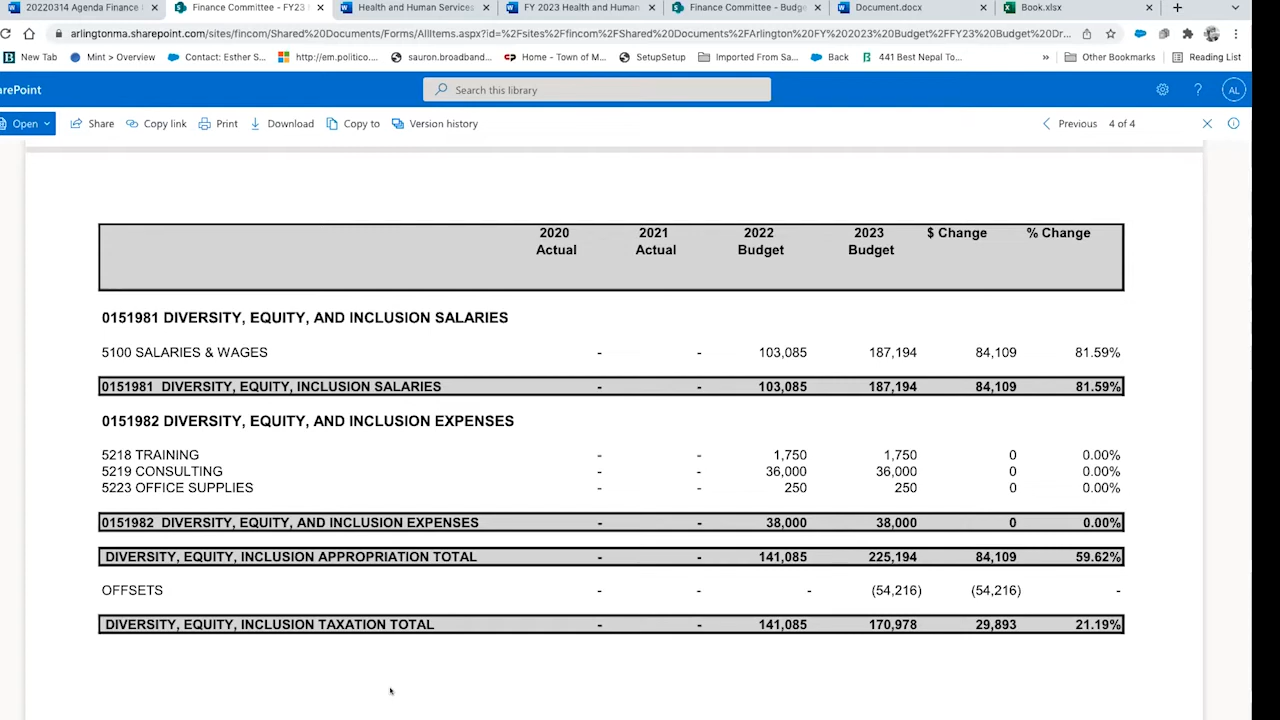 20220314 Agenda Finance
Finance Committee - FY23
Health and Human Services
FY 2023 Health and Human
Finance Committee - Budge
Document.docx
Book.xlsx
arlingtonma.sharepoint.com/sites/fincom/Shared%20Documents/Forms/AllItems.aspx?id=%2Fsites%2Ffincom%2FShared%20Documents%2FArlington%20FY%202023%20Budget%2FFY23%20Budget%20Dr...
New Tab
Mint > Overview
Contact: Esther S...
http://em.politico....
sauron.broadband...
Home - Town of M...
SetupSetup
Imported From Sa...
Back
441 Best Nepal To...
»
Other Bookmarks
Reading List
arePoint
Search this library
AL
Open
Share
Copy link
Print
Download
Copy to
Version history
Previous
4 of 4
2020 2021 2022 2023 $ Change % Change
Actual Actual Budget Budget
0151981 DIVERSITY, EQUITY, AND INCLUSION SALARIES
5100 SALARIES & WAGES - - 103,085 187,194 84,109 81.59%
0151981 DIVERSITY, EQUITY, INCLUSION SALARIES - - 103,085 187,194 84,109 81.59%
0151982 DIVERSITY, EQUITY, AND INCLUSION EXPENSES
5218 TRAINING - - 1,750 1,750 0 0.00%
5219 CONSULTING - - 36,000 36,000 0 0.00%
5223 OFFICE SUPPLIES - - 250 250 0 0.00%
0151982 DIVERSITY, EQUITY, AND INCLUSION EXPENSES - - 38,000 38,000 0 0.00%
DIVERSITY, EQUITY, INCLUSION APPROPRIATION TOTAL - - 141,085 225,194 84,109 59.62%
OFFSETS - - - (54,216) (54,216) -
DIVERSITY, EQUITY, INCLUSION TAXATION TOTAL - - 141,085 170,978 29,893 21.19%